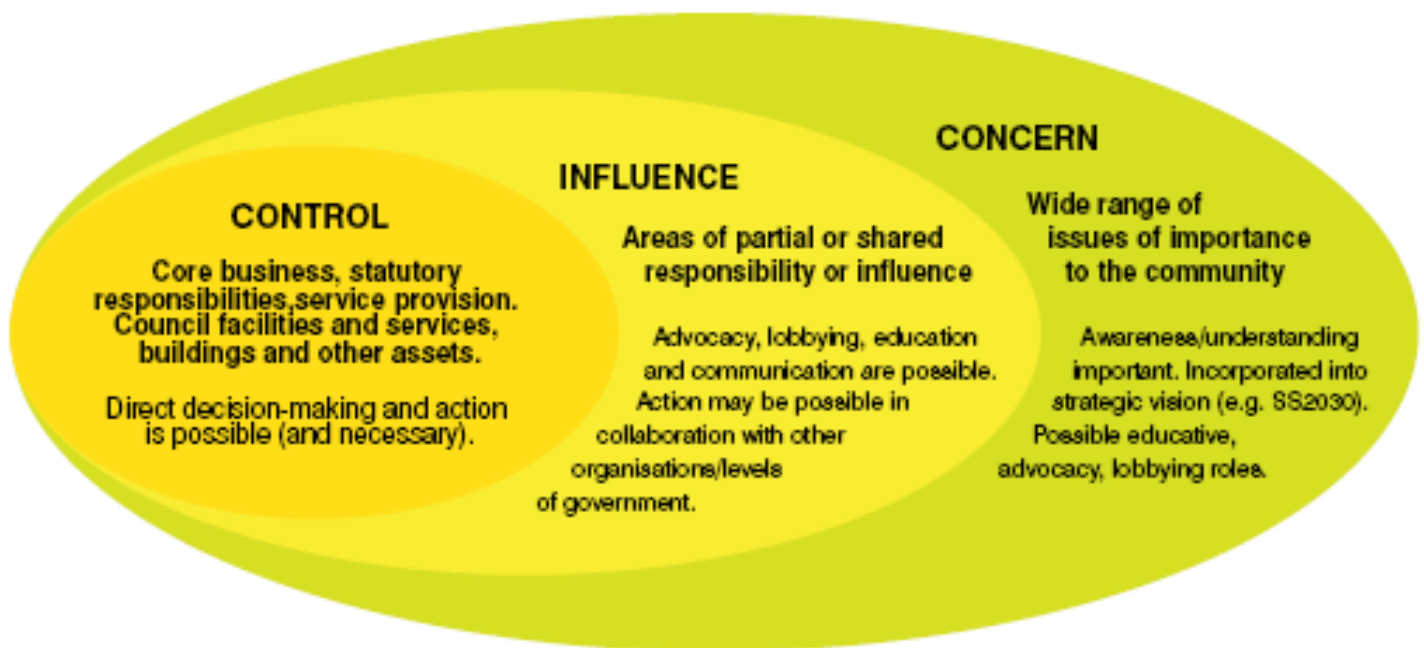 CONTROL
Core business, statutory
responsibilities,service provision.
Council facilities and services,
buildings and other assets.
Direct decision-making and action
is possible (and necessary).
INFLUENCE
Areas of partial or shared
responsibility or influence
Advocacy, lobbying, education
and communication are possible.
Action may be possible in
collaboration with other
organisations/levels
of government.
CONCERN
Wide range of
issues of importance
to the community
Awareness/understanding
important. Incorporated into
strategic vision (e.g. SS2030).
Possible educative,
advocacy, lobbying roles.